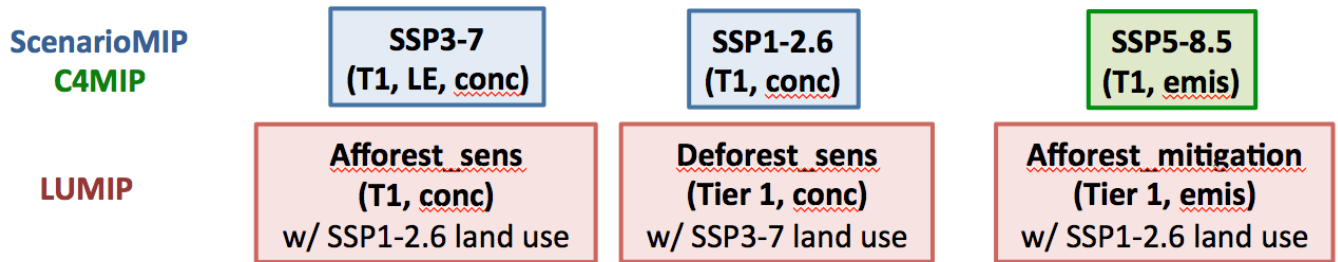 ScenarioMIP
C4MIP
SSP3-7
(T1, LE, conc)
SSP1-2.6
(T1, conc)
SSP5-8.5
(T1, emis)
LUMIP
Afforest_sens
(T1, conc)
w/ SSP1-2.6 land use
Deforest_sens
(Tier 1, conc)
w/ SSP3-7 land use
Afforest_mitigation
(Tier 1, emis)
w/ SSP1-2.6 land use